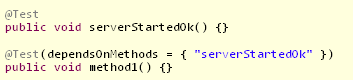 @Test
public void serverStartedOk() {}
@Test(dependsOnMethods = { "serverStartedOk" })
public void method1() {}